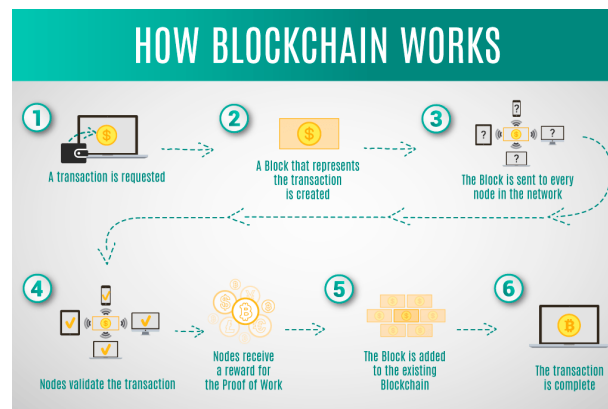 HOW BLOCKCHAIN WORKS
1
A transaction is requested
2
A Block that represents
the transaction
is created
3
The Block is sent to every
node in the network
4
Nodes validate the transaction
Nodes receive
a reward for
the Proof of Work
5
The Block is added
to the existing
Blockchain
6
The transaction
is complete